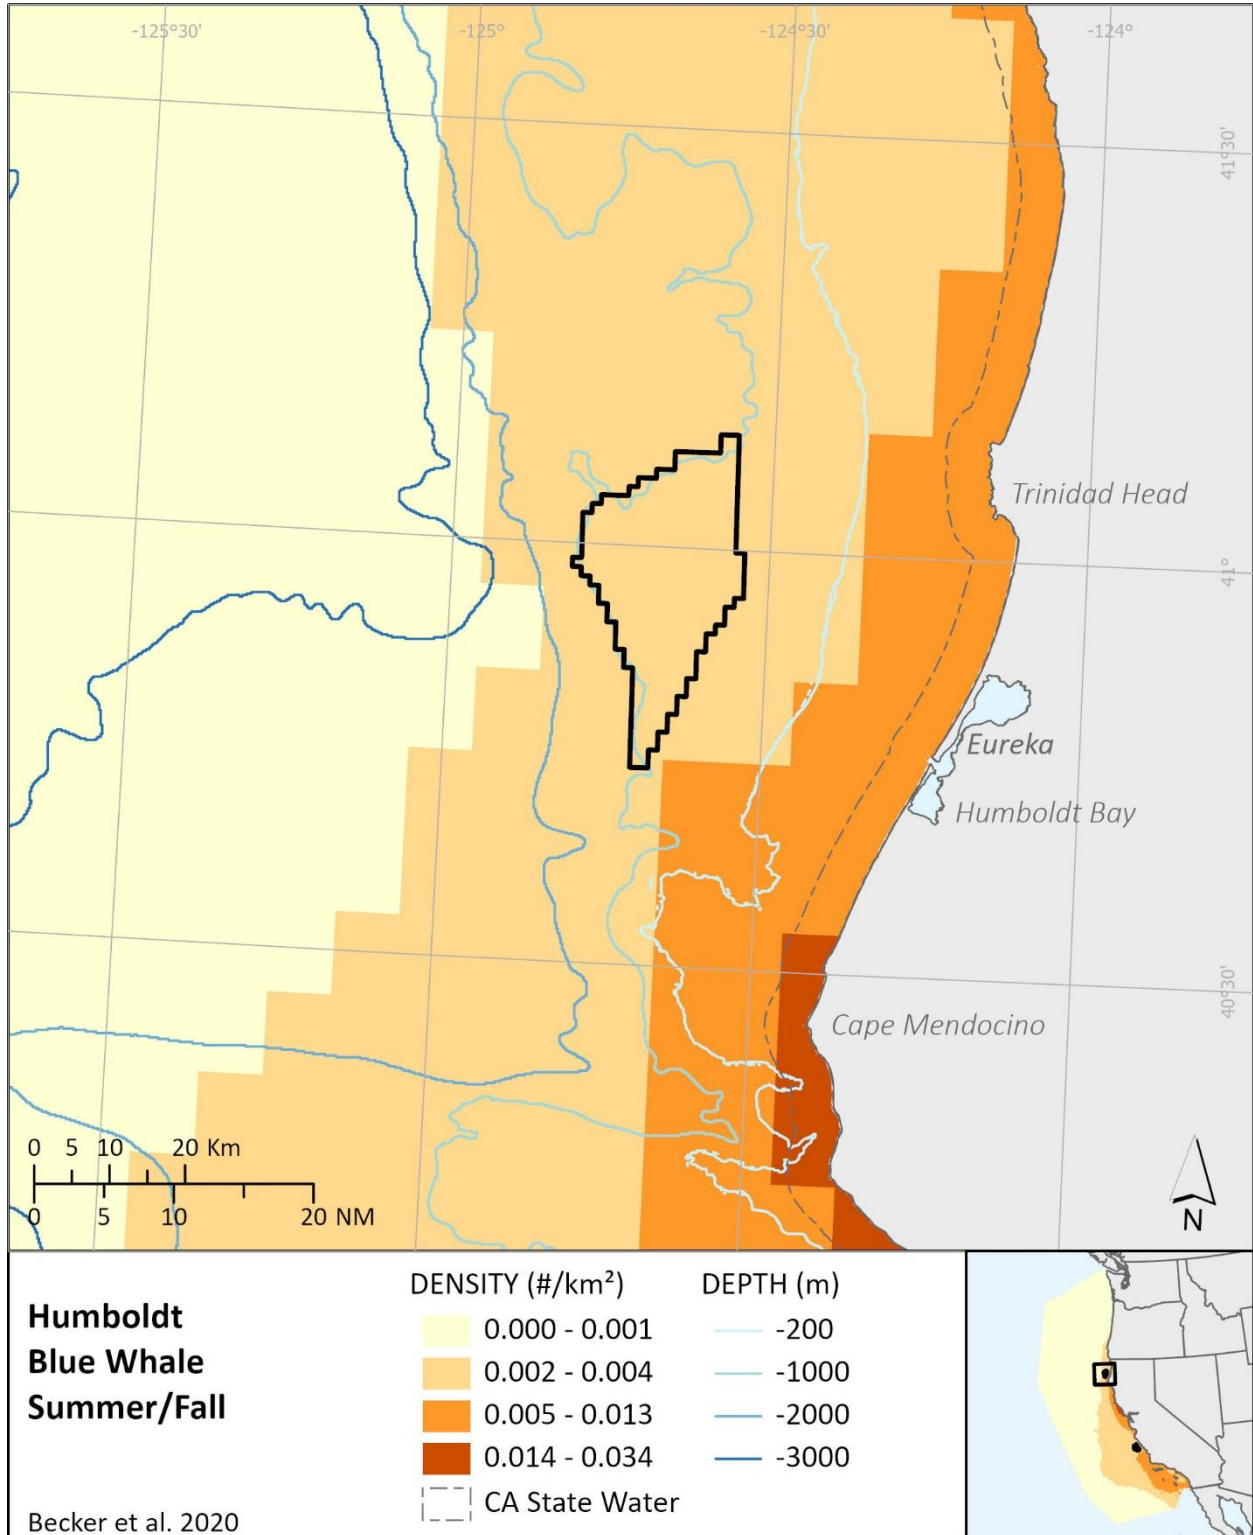 -125°30'
-125°
-124°30'
-124°
41°30'
Trinidad Head
41°
Eureka
Humboldt Bay
40°30'
Cape Mendocino
0 5 10 20 Km
0 5 10 20 NM
N
Humboldt
Blue Whale
Summer/Fall
Becker et al. 2020
DENSITY (#/km²)
0.000 - 0.001
0.002 - 0.004
0.005 - 0.013
0.014 - 0.034
CA State Water
DEPTH (m)
-200
-1000
-2000
-3000